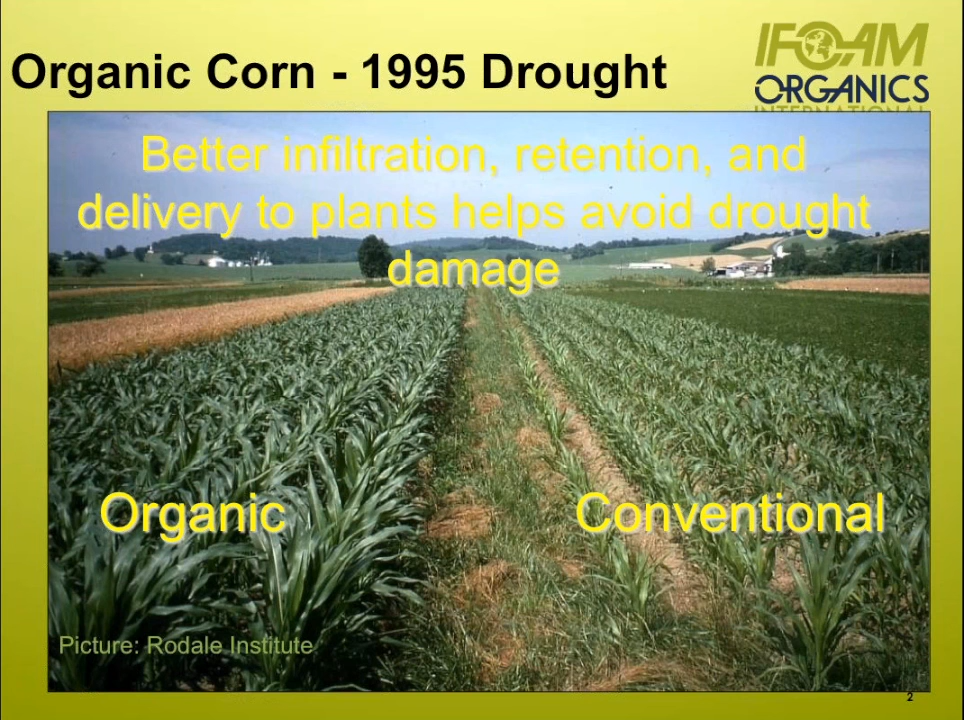 Organic Corn - 1995 Drought
IFOAM
ORGANICS
INTERNATIONAL
Better infiltration, retention, and
delivery to plants helps avoid drought
damage
Organic
Conventional
Picture: Rodale Institute
2